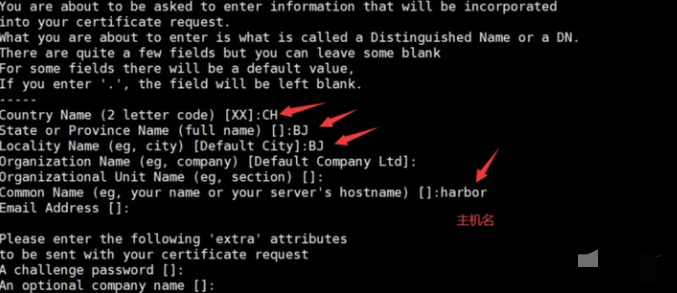 You are about to be asked to enter information that will be incorporated
into your certificate request.
What you are about to enter is what is called a Distinguished Name or a DN.
There are quite a few fields but you can leave some blank
For some fields there will be a default value,
If you enter '.', the field will be left blank.
-----
Country Name (2 letter code) [XX]:CH
State or Province Name (full name) []:BJ
Locality Name (eg, city) [Default City]:BJ
Organization Name (eg, company) [Default Company Ltd]:
Organizational Unit Name (eg, section) []:
Common Name (eg, your name or your server's hostname) []:harbor
Email Address []:
主机名
Please enter the following 'extra' attributes
to be sent with your certificate request
A challenge password []:
An optional company name []: